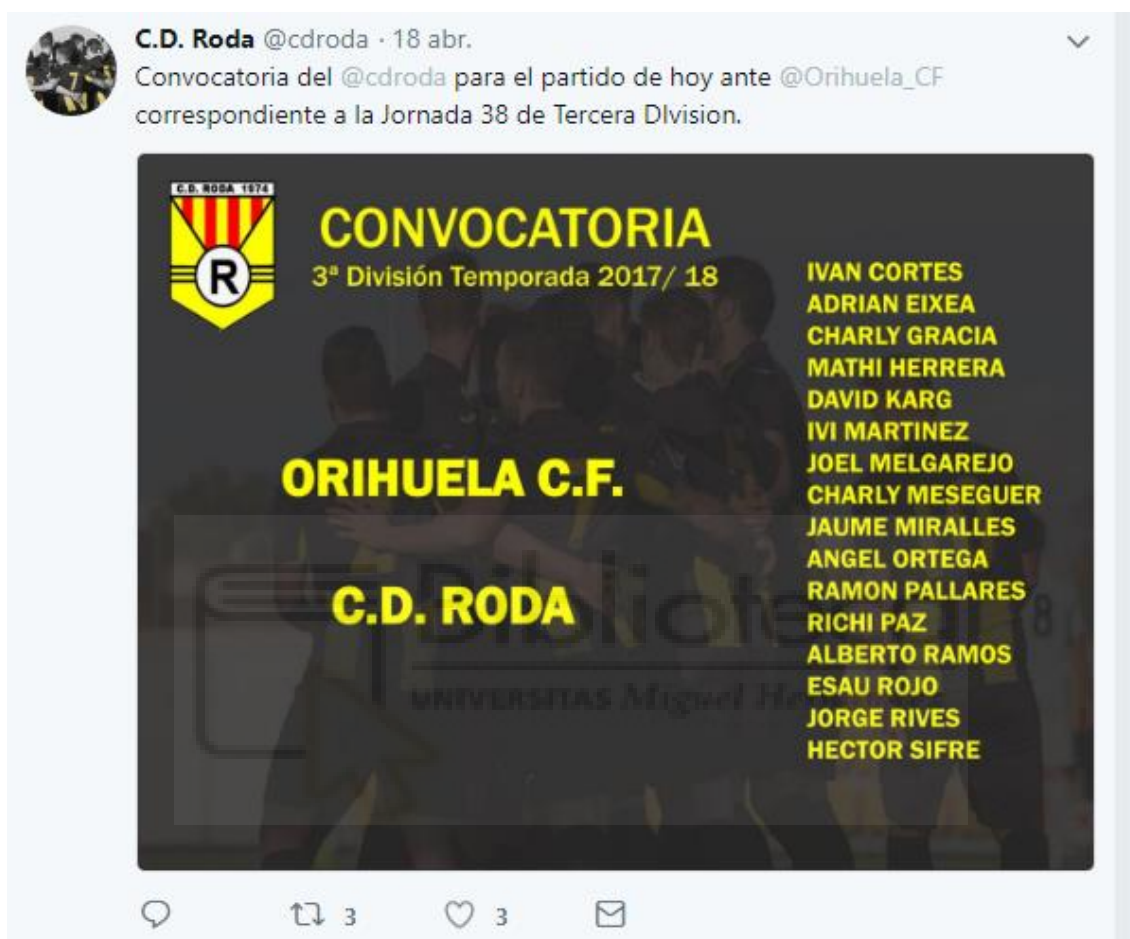 C.D. Roda @cdroda · 18 abr.
Convocatoria del @cdroda para el partido de hoy ante @Orihuela_CF
correspondiente a la Jornada 38 de Tercera DIvision.
C.D. RODA 1974
R
CONVOCATORIA
3ª División Temporada 2017/ 18
ORIHUELA C.F.
C.D. RODA
IVAN CORTES
ADRIAN EIXEA
CHARLY GRACIA
MATHI HERRERA
DAVID KARG
IVI MARTINEZ
JOEL MELGAREJO
CHARLY MESEGUER
JAUME MIRALLES
ANGEL ORTEGA
RAMON PALLARES
RICHI PAZ
ALBERTO RAMOS
ESAU ROJO
JORGE RIVES
HECTOR SIFRE
7
8
UNIVERSITAS Miguel
3
3